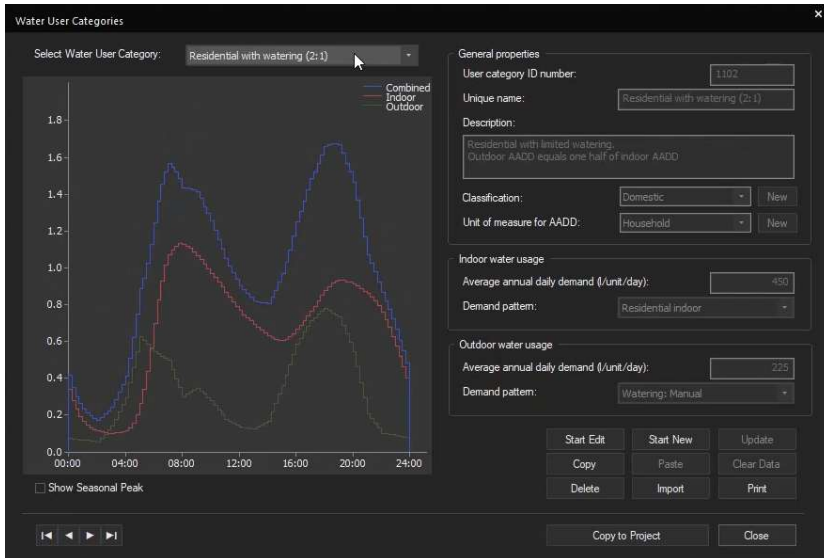 Water User Categories
Select Water User Category: Residential with watering (2:1)
Combined
Indoor
Outdoor
1.8
1.6
1.4
1.2
1.0
0.8
0.6
0.4
0.2
0.0
00:00 04:00 08:00 12:00 16:00 20:00 24:00
Show Seasonal Peak
General properties
User category ID number: 1102
Unique name: Residential with watering (2:1)
Description:
Residential with limited watering.
Outdoor AADD equals one half of indoor AADD
Classification: Domestic New
Unit of measure for AADD: Household New
Indoor water usage
Average annual daily demand (l/unit/day): 450
Demand pattern: Residential indoor
Outdoor water usage
Average annual daily demand (l/unit/day): 225
Demand pattern: Watering: Manual
Start Edit Start New Update
Copy Paste Clear Data
Delete Import Print
Copy to Project Close